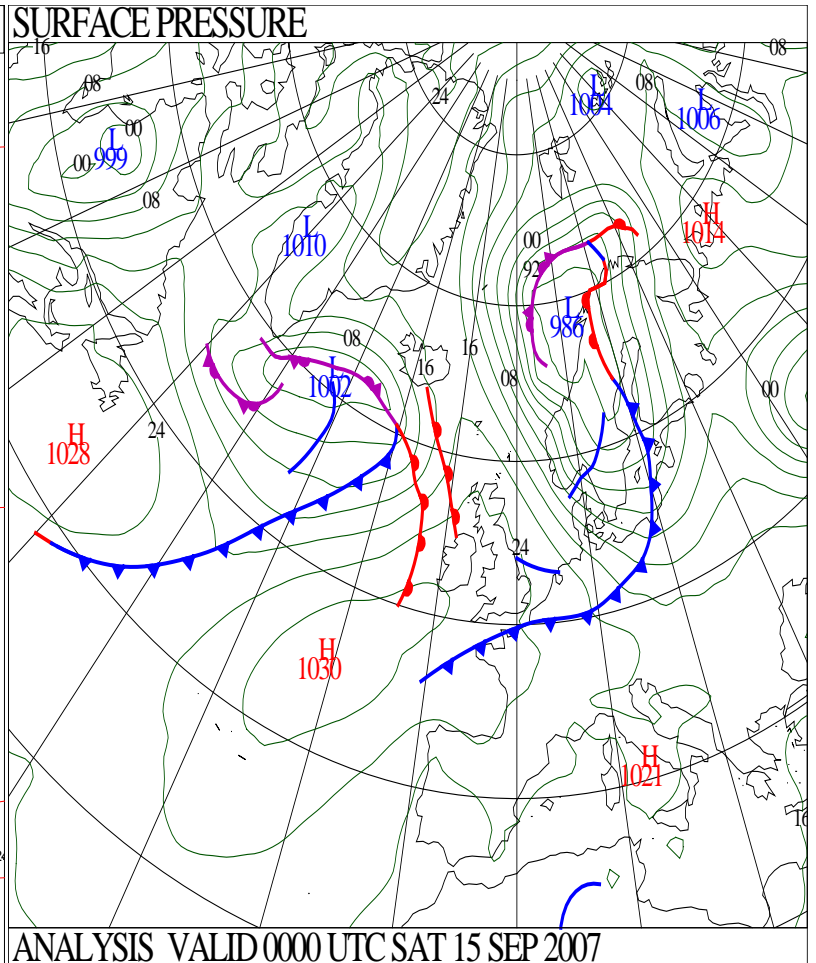 SURFACE PRESSURE
16
08
08
08
24
L
1004
L
1006
L
999
00
00
08
L
1010
H
1014
00
92
L
986
08
16
16
08
L
1002
00
24
H
1028
24
H
1030
H
1021
16
ANALYSIS VALID 0000 UTC SAT 15 SEP 2007